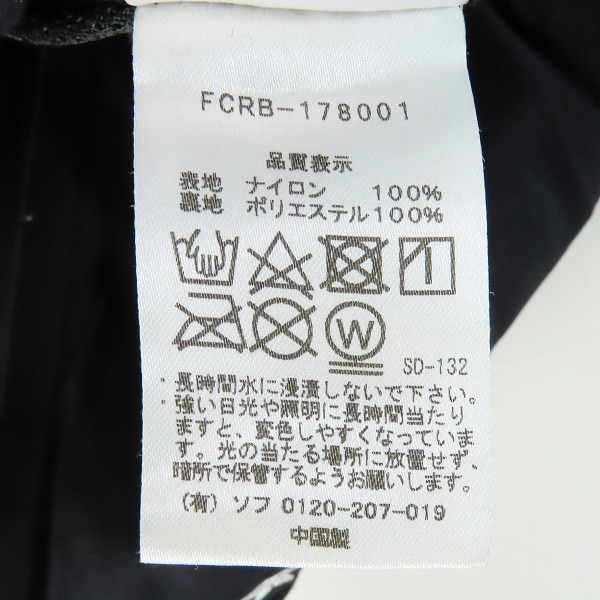 FCRB-178001
品質表示
表地 ナイロン 100%
裏地 ポリエステル100%
W
SD-132
・長時間水に浸漬しないで下さい。
・強い日光や照明に長時間当たり
ますと、変色しやすくなっていま
す。光の当たる場所に放置せず、
暗所で保管するようお願いします。
(有) ソフ 0120-207-019
中国製